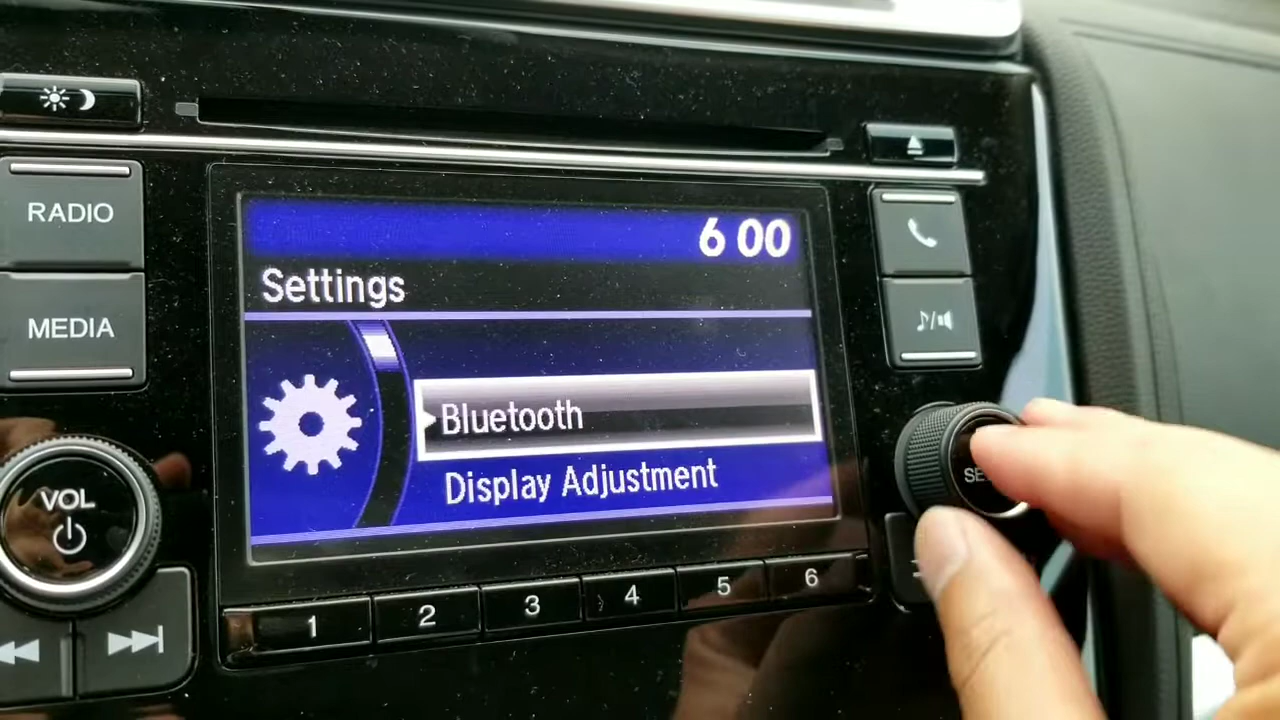 6 00
RADIO
Settings
MEDIA
Bluetooth
Display Adjustment
VOL
1 2 3 4 5 6